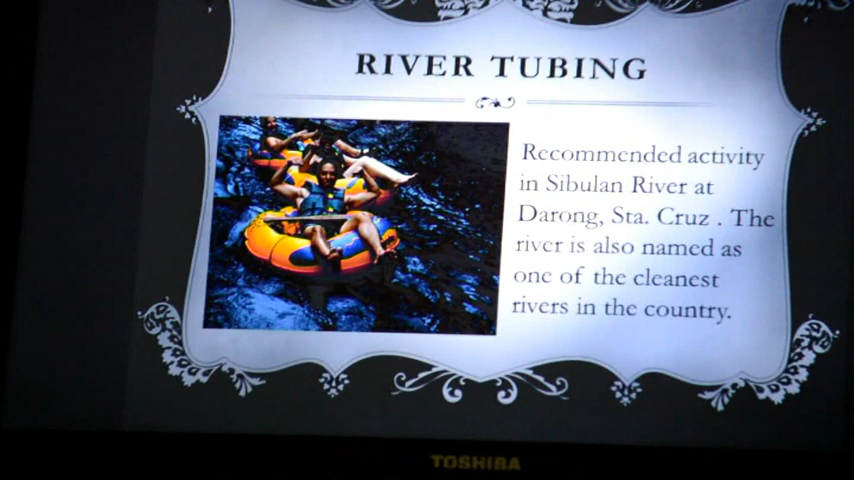 RIVER TUBING
Recommended activity
in Sibulan River at
Darong, Sta. Cruz . The
river is also named as
one of the cleanest
rivers in the country.
TOSHIBA